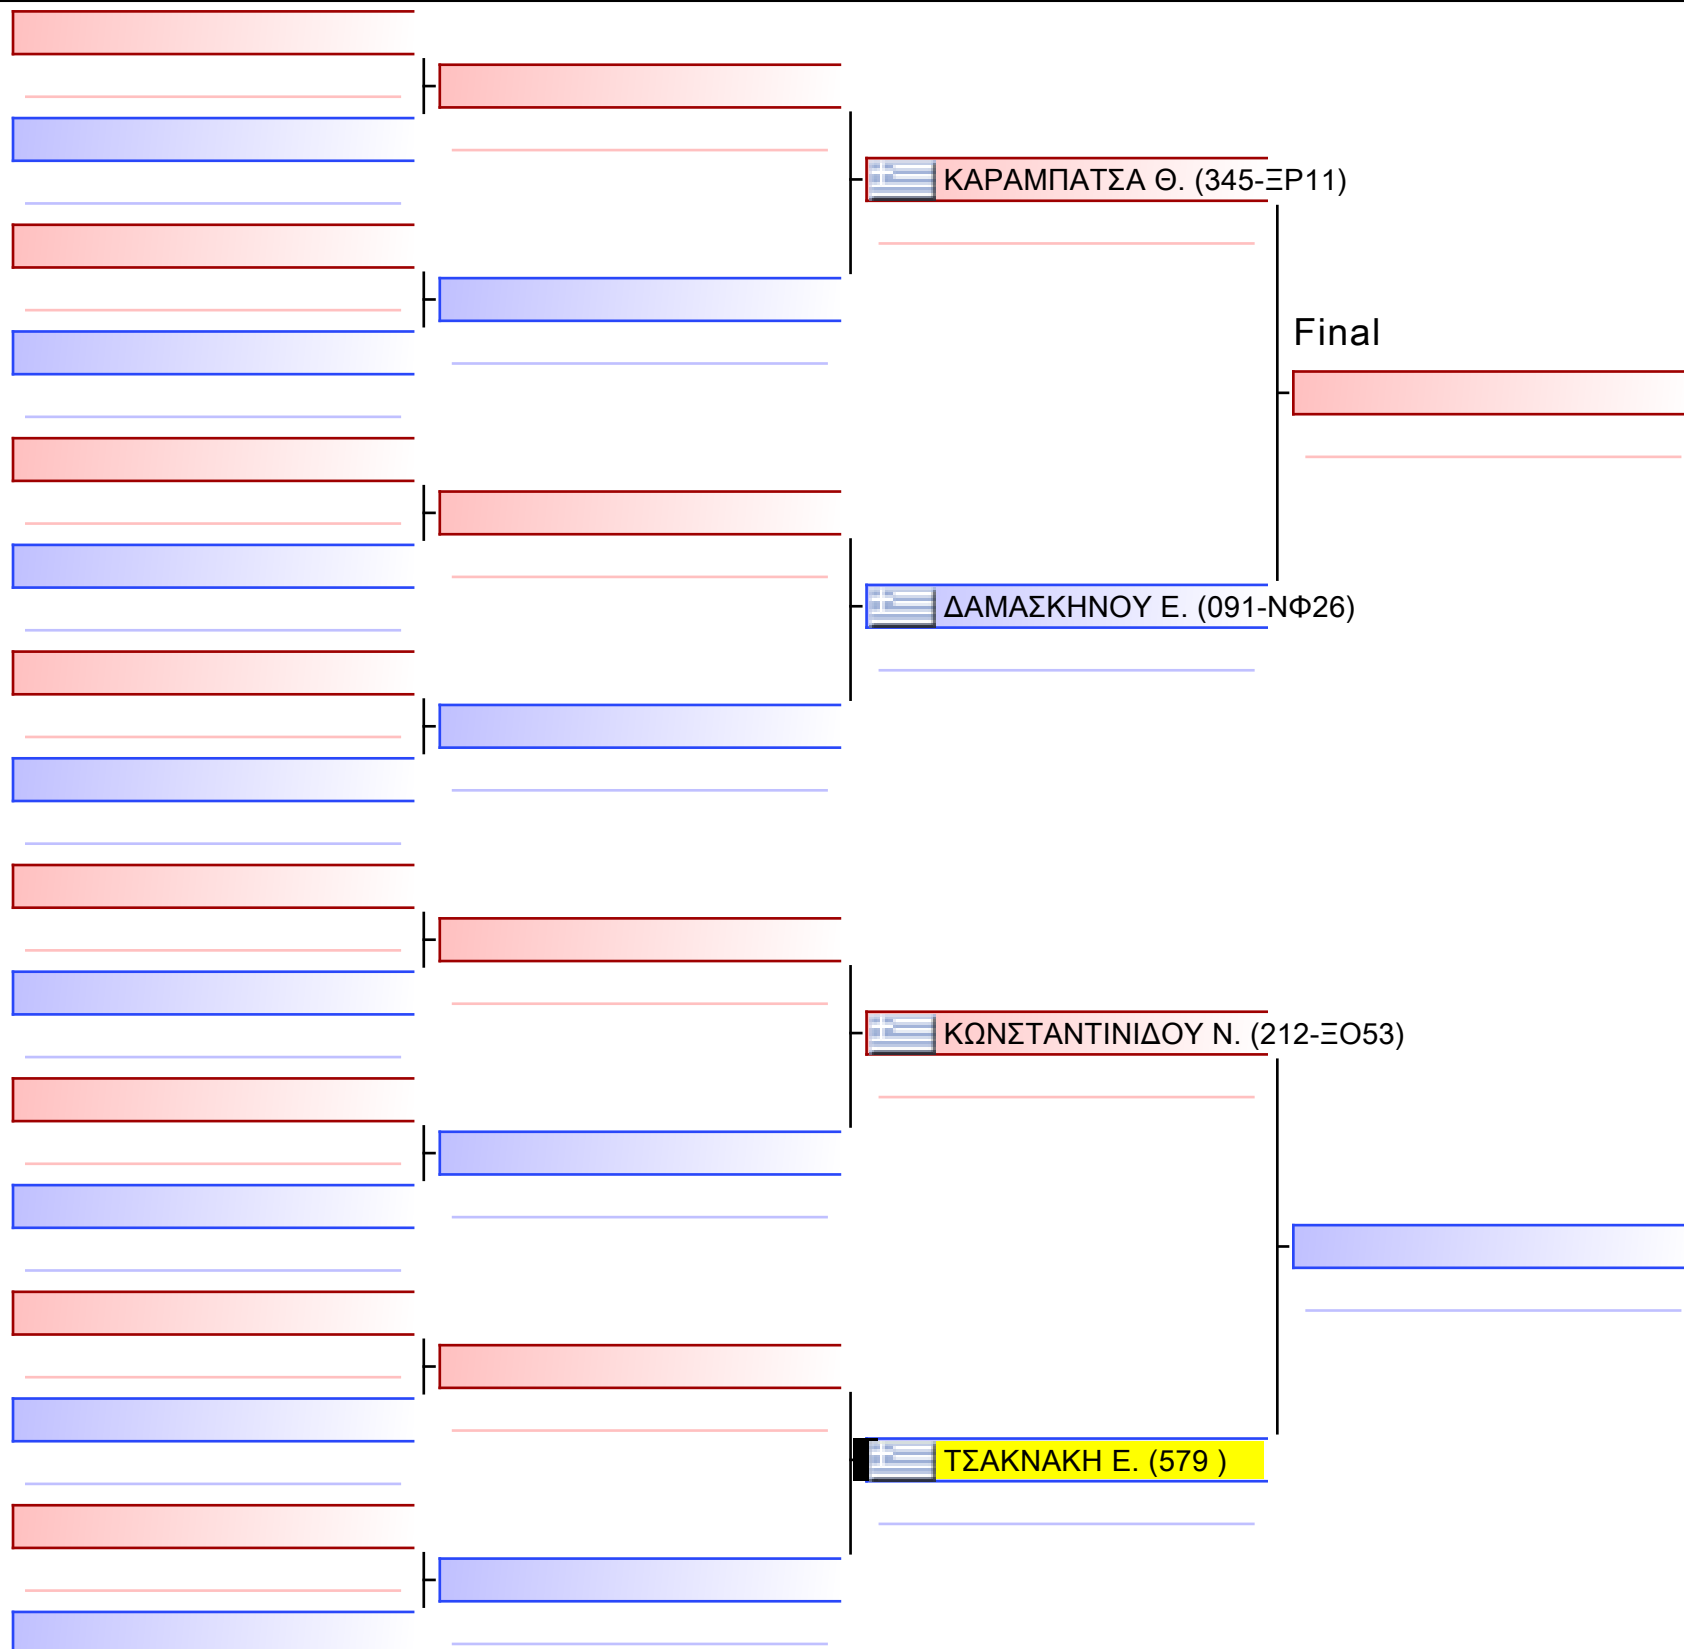 ΚΑΡΑΜΠΑΤΣΑ Θ. (345-ΞΡ11)
Final
ΔΑΜΑΣΚΗΝΟΥ Ε. (091-ΝΦ26)
ΚΩΝΣΤΑΝΤΙΝΙΔΟΥ Ν. (212-ΞΟ53)
ΤΣΑΚΝΑΚΗ Ε. (579 )